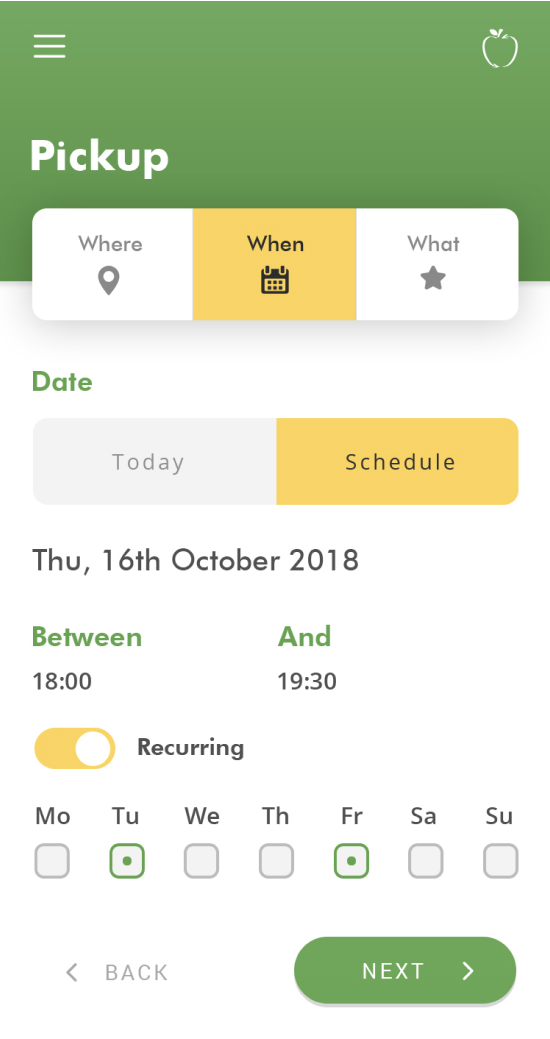 Pickup
Where When What
Date
Today Schedule
Thu, 16th October 2018
Between And
18:00 19:30
Recurring
Mo Tu We Th Fr Sa Su
BACK NEXT